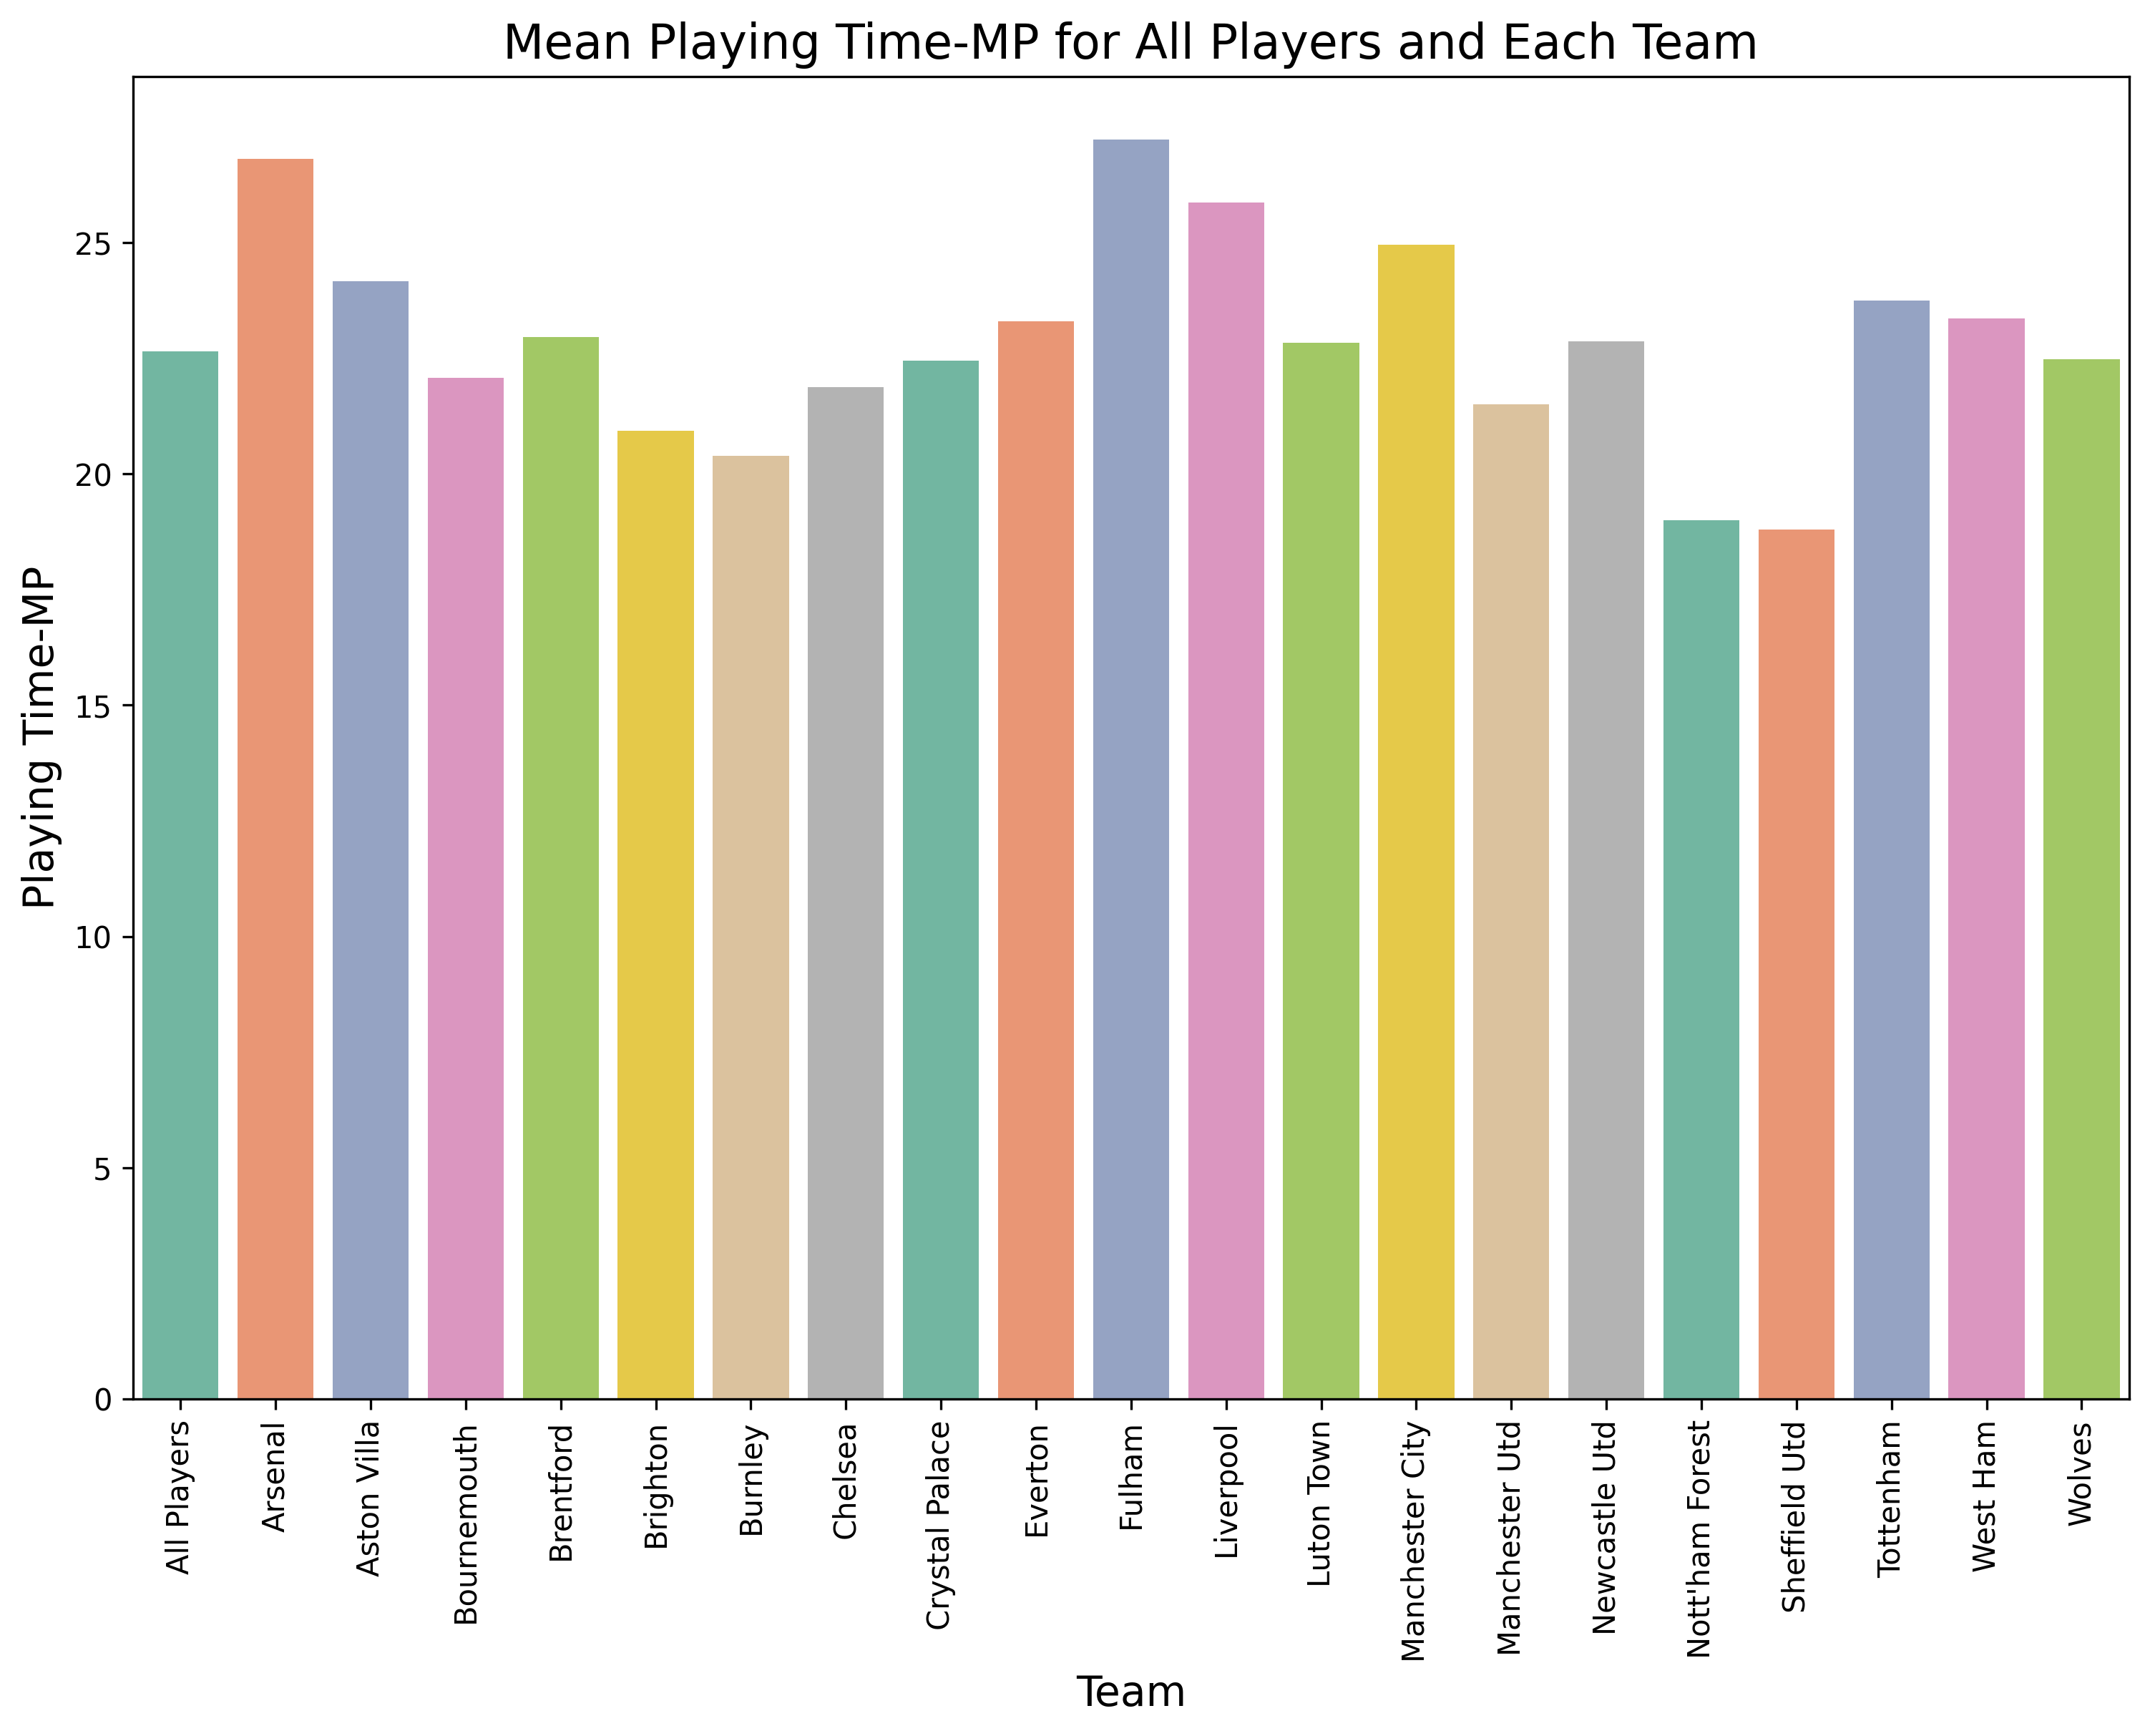 Mean Playing Time-MP for All Players and Each Team
Playing Time-MP
25
20
15
10
5
0
All Players
Arsenal
Aston Villa
Bournemouth
Brentford
Brighton
Burnley
Chelsea
Crystal Palace
Everton
Fulham
Liverpool
Luton Town
Manchester City
Manchester Utd
Newcastle Utd
Nott'ham Forest
Sheffield Utd
Tottenham
West Ham
Wolves
Team